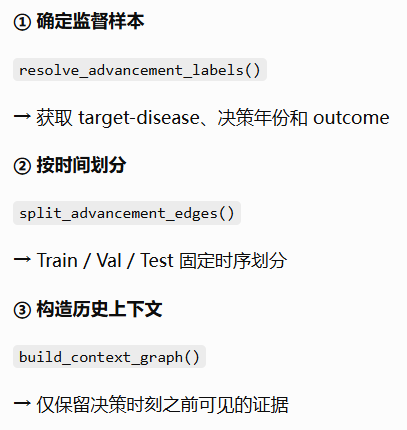 ① 确定监督样本
resolve_advancement_labels()
→ 获取 target-disease、决策年份和 outcome
② 按时间划分
split_advancement_edges()
→ Train / Val / Test 固定时序划分
③ 构造历史上下文
build_context_graph()
→ 仅保留决策时刻之前可见的证据